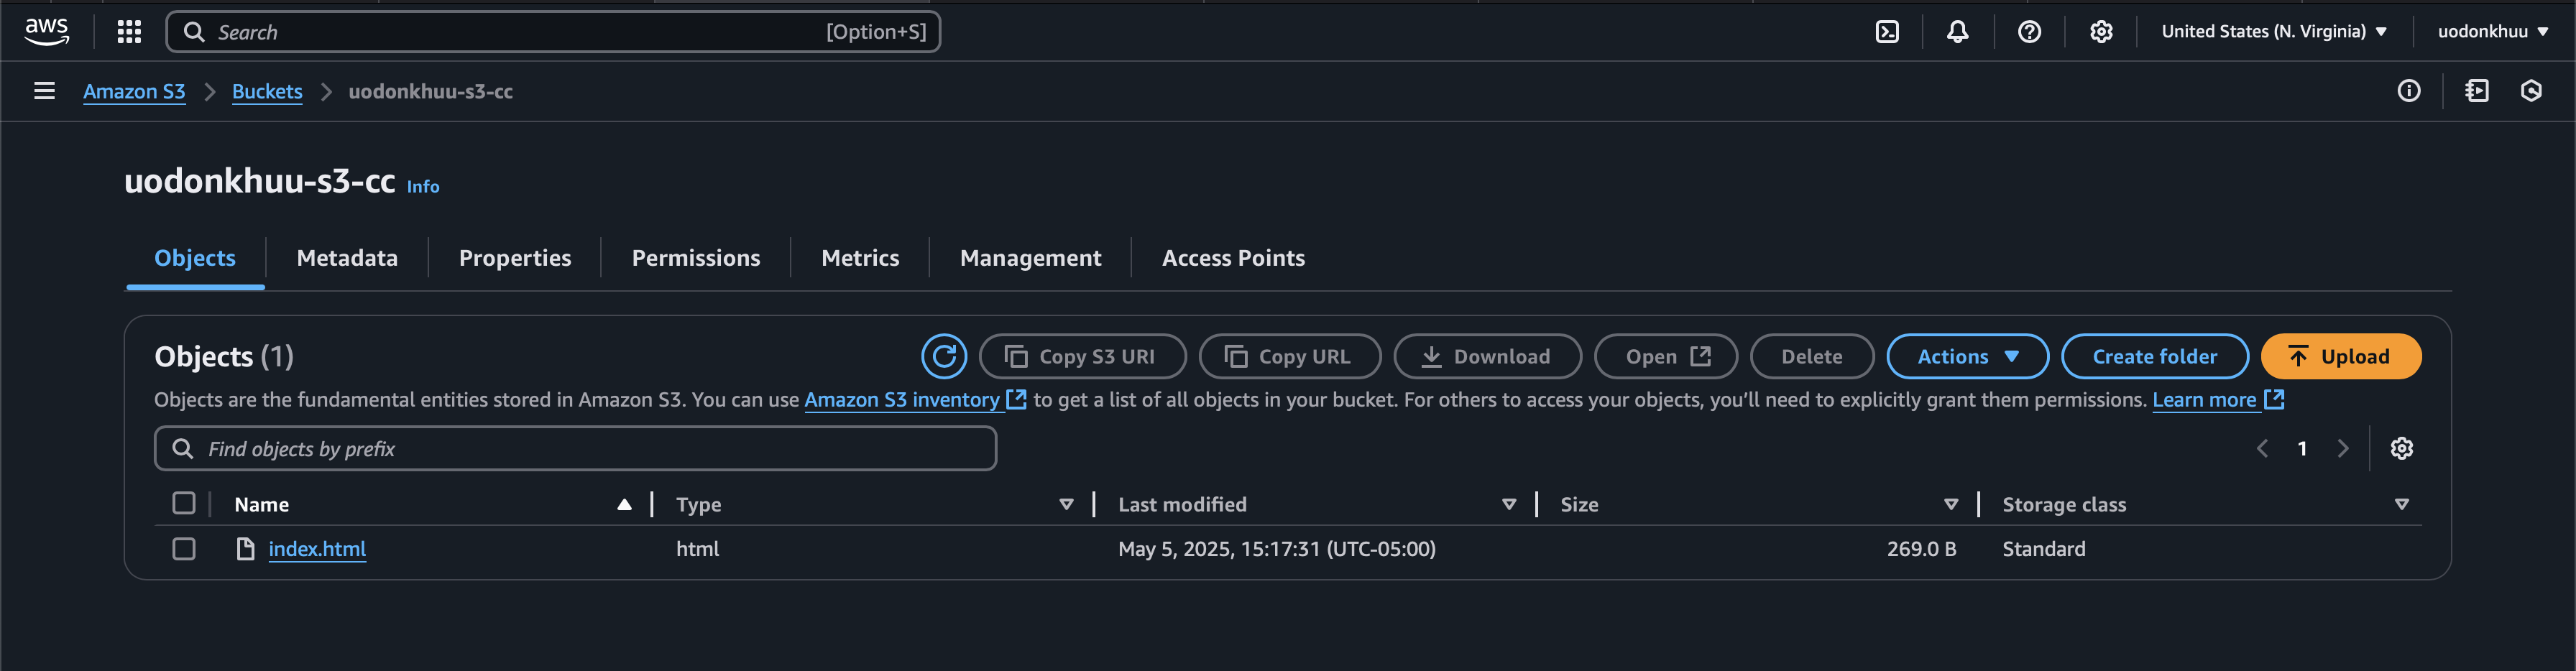 aws
Search [Option+S] United States (N. Virginia) uodonkhuu
Amazon S3 Buckets uodonkhuu-s3-cc
uodonkhuu-s3-cc Info
Objects Metadata Properties Permissions Metrics Management Access Points
Objects (1) Copy S3 URI Copy URL Download Open Delete Actions Create folder Upload
Objects are the fundamental entities stored in Amazon S3. You can use Amazon S3 inventory to get a list of all objects in your bucket. For others to access your objects, you’ll need to explicitly grant them permissions. Learn more
Find objects by prefix 1
Name Type Last modified Size Storage class
index.html html May 5, 2025, 15:17:31 (UTC-05:00) 269.0 B Standard